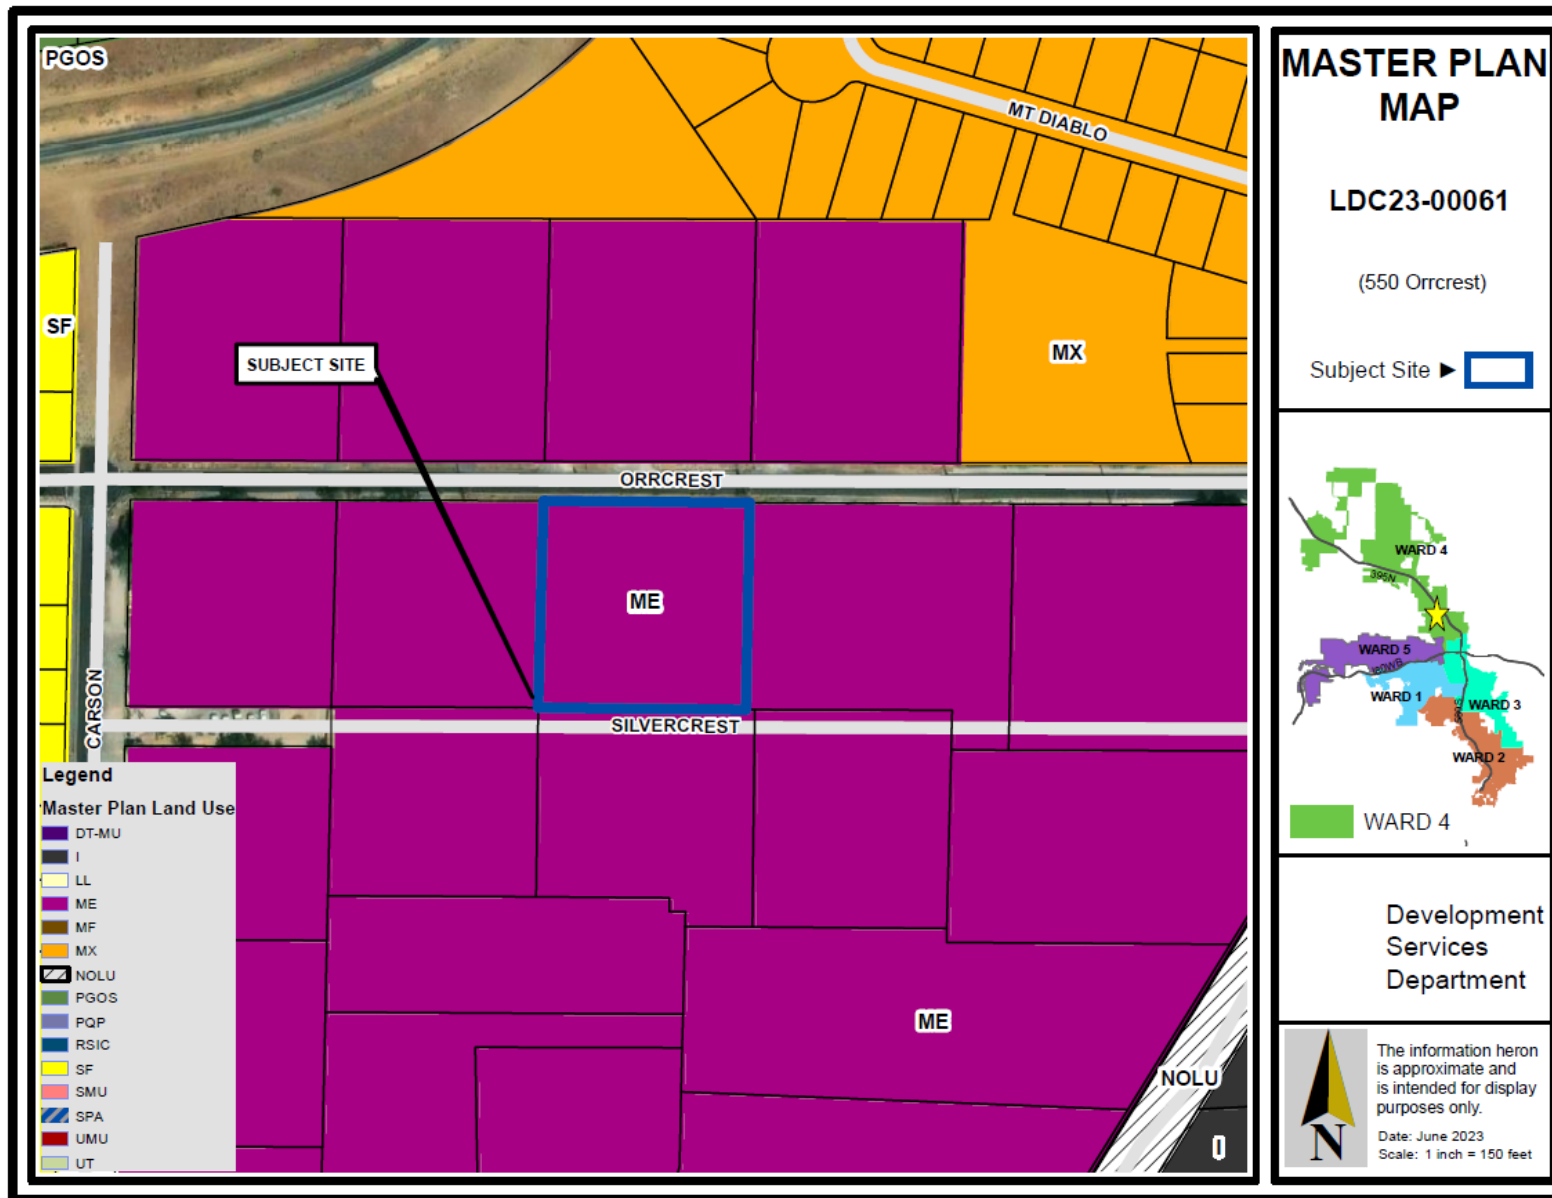 PGOS
MT DIABLO
SF
SUBJECT SITE
MX
ORRCREST
ME
SILVERCREST
CARSON
ME
NOLU
I
Legend
Master Plan Land Use
DT-MU
I
LL
ME
MF
MX
NOLU
PGOS
PQP
RSIC
SF
SMU
SPA
UMU
UT
MASTER PLAN
MAP
LDC23-00061
(550 Orrcrest)
Subject Site ►
WARD 4
395N
WARD 5
I80WB
WARD 1
WARD 3
WARD 2
WARD 4
Development
Services
Department
The information heron
is approximate and
is intended for display
purposes only.
Date: June 2023
Scale: 1 inch = 150 feet
N